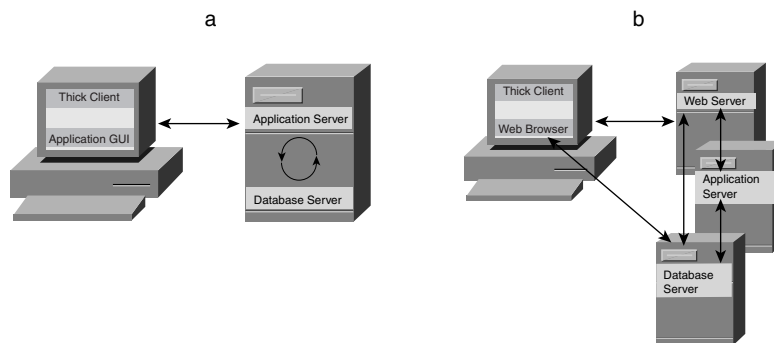 a
Thick Client
Application GUI
Application Server
Database Server
b
Thick Client
Web Browser
Web Server
Application
Server
Database
Server